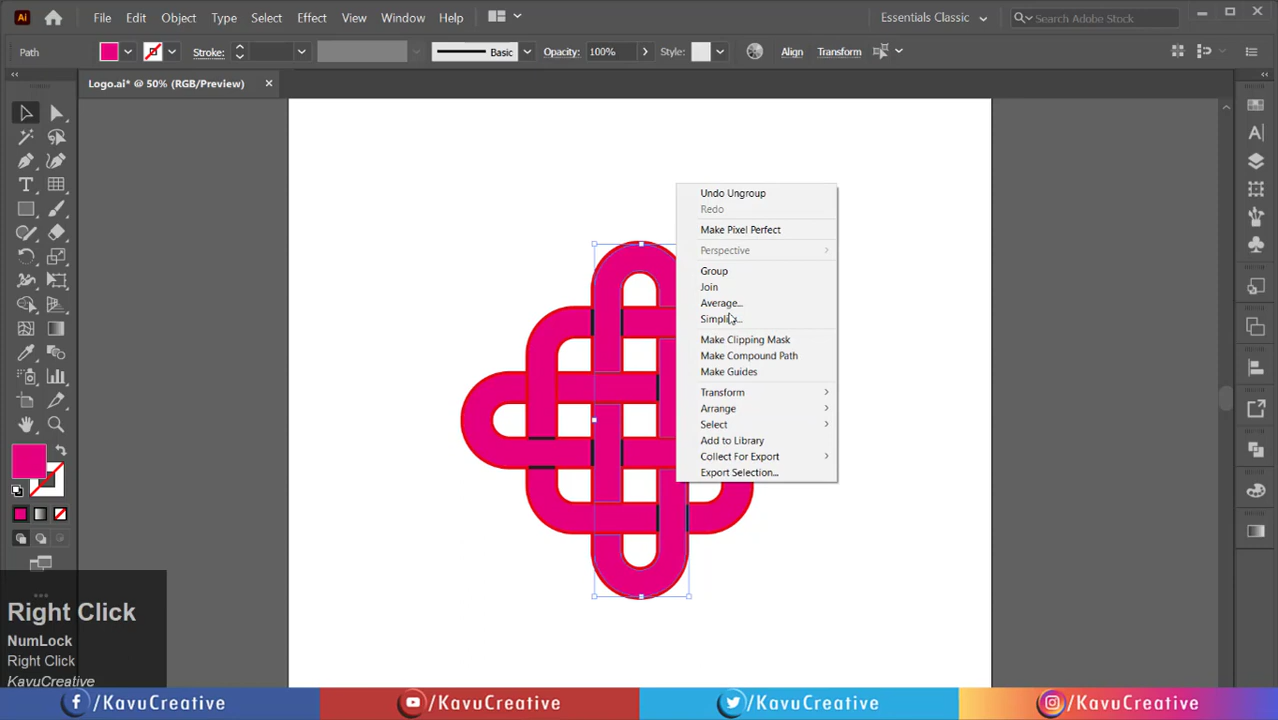 Ai File Edit Object Type Select Effect View Window Help Essentials Classic Search Adobe Stock
Path Stroke: Basic Opacity: 100% Style: Align Transform
Logo.ai* @ 50% (RGB/Preview)
Undo Ungroup
Redo
Make Pixel Perfect
Perspective
Group
Join
Average...
Simplify...
Make Clipping Mask
Make Compound Path
Make Guides
Transform
Arrange
Select
Add to Library
Collect For Export
Export Selection...
Right Click
NumLock
Right Click
KavuCreative
/KavuCreative /KavuCreative /KavuCreative /KavuCreative